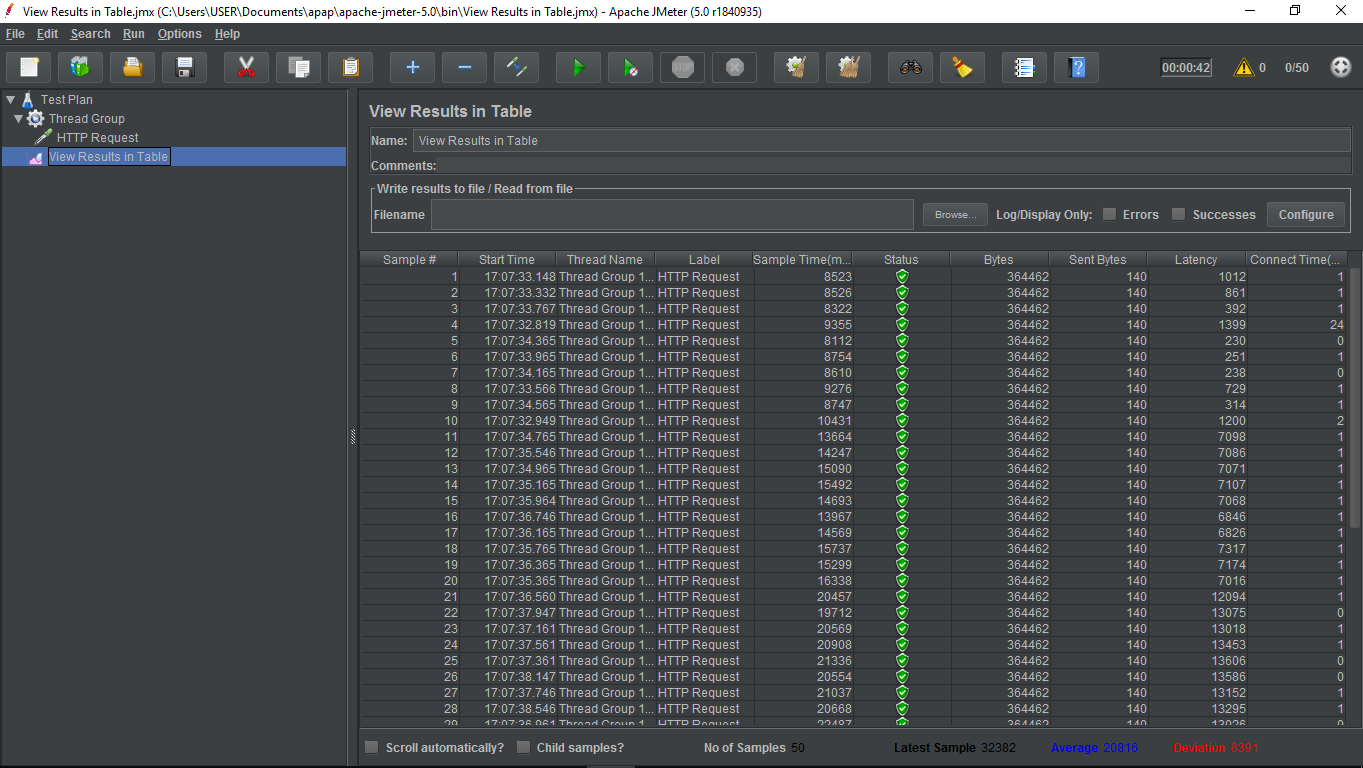 View Results in Table.jmx (C:\Users\USER\Documents\apap\apache-jmeter-5.0\bin\View Results in Table.jmx) - Apache JMeter (5.0 r1840935)
File Edit Search Run Options Help
STOP 00:00:42 0 0/50
Test Plan
Thread Group
HTTP Request
View Results in Table
View Results in Table
Name: View Results in Table
Comments:
Write results to file / Read from file
Filename Browse... Log/Display Only: Errors Successes Configure
Sample # Start Time Thread Name Label Sample Time(m... Status Bytes Sent Bytes Latency Connect Time(...
1 17:07:33.148 Thread Group 1... HTTP Request 8523 364462 140 1012 1
2 17:07:33.332 Thread Group 1... HTTP Request 8526 364462 140 861 1
3 17:07:33.767 Thread Group 1... HTTP Request 8322 364462 140 392 1
4 17:07:32.819 Thread Group 1... HTTP Request 9355 364462 140 1399 24
5 17:07:34.365 Thread Group 1... HTTP Request 8112 364462 140 230 0
6 17:07:33.965 Thread Group 1... HTTP Request 8754 364462 140 251 1
7 17:07:34.165 Thread Group 1... HTTP Request 8610 364462 140 238 0
8 17:07:33.566 Thread Group 1... HTTP Request 9276 364462 140 729 1
9 17:07:34.565 Thread Group 1... HTTP Request 8747 364462 140 314 1
10 17:07:32.949 Thread Group 1... HTTP Request 10431 364462 140 1200 2
11 17:07:34.765 Thread Group 1... HTTP Request 13664 364462 140 7098 1
12 17:07:35.546 Thread Group 1... HTTP Request 14247 364462 140 7086 1
13 17:07:34.965 Thread Group 1... HTTP Request 15090 364462 140 7071 1
14 17:07:35.165 Thread Group 1... HTTP Request 15492 364462 140 7107 1
15 17:07:35.964 Thread Group 1... HTTP Request 14693 364462 140 7068 1
16 17:07:36.746 Thread Group 1... HTTP Request 13967 364462 140 6846 1
17 17:07:36.165 Thread Group 1... HTTP Request 14569 364462 140 6826 1
18 17:07:35.765 Thread Group 1... HTTP Request 15737 364462 140 7317 1
19 17:07:36.365 Thread Group 1... HTTP Request 15299 364462 140 7174 1
20 17:07:35.365 Thread Group 1... HTTP Request 16338 364462 140 7016 1
21 17:07:36.560 Thread Group 1... HTTP Request 20457 364462 140 12094 1
22 17:07:37.947 Thread Group 1... HTTP Request 19712 364462 140 13075 0
23 17:07:37.161 Thread Group 1... HTTP Request 20569 364462 140 13018 1
24 17:07:37.561 Thread Group 1... HTTP Request 20908 364462 140 13453 1
25 17:07:37.361 Thread Group 1... HTTP Request 21336 364462 140 13606 0
26 17:07:38.147 Thread Group 1... HTTP Request 20554 364462 140 13586 0
27 17:07:37.746 Thread Group 1... HTTP Request 21037 364462 140 13152 1
28 17:07:38.546 Thread Group 1... HTTP Request 20668 364462 140 13295 1
29 17:07:36.961 Thread Group 1... HTTP Request 22487 364462 140 13026 0
Scroll automatically? Child samples? No of Samples 50 Latest Sample 32382 Average 20816 Deviation 8391